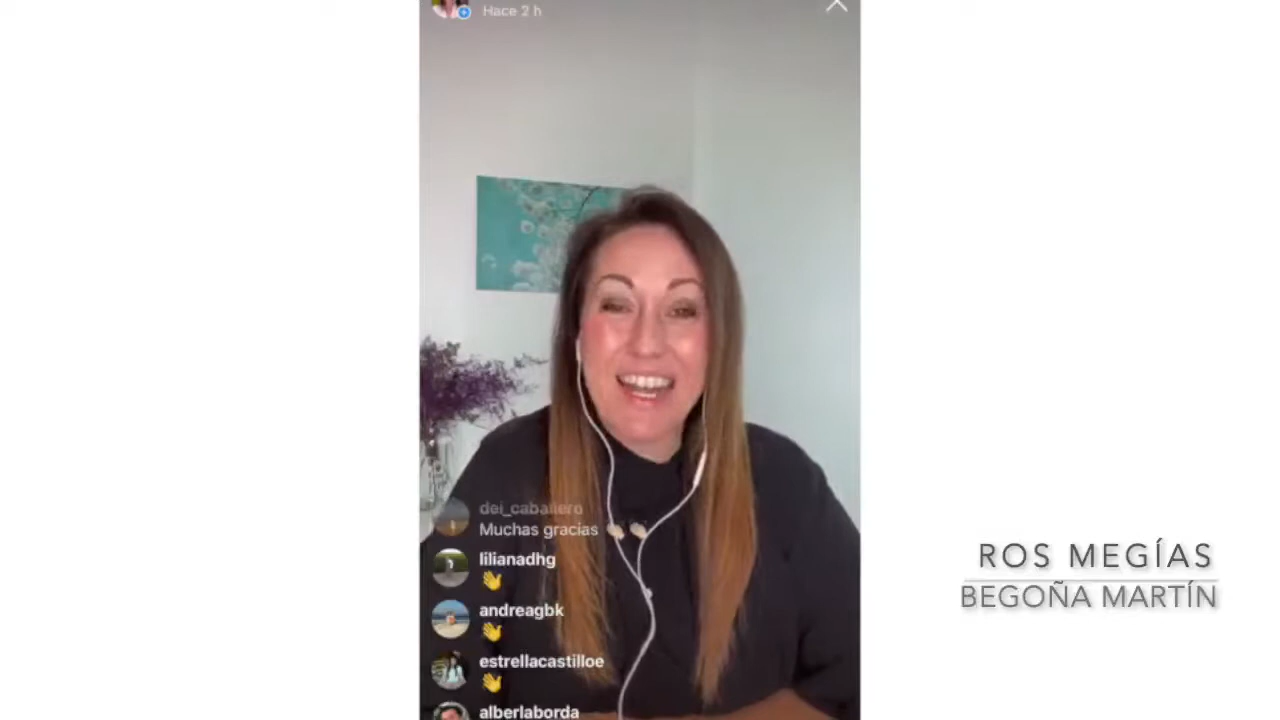 Hace 2 h
dei_caballero
Muchas gracias 👏🏻👏🏻
lilianadhg
👋
andreagbk
👋
estrellacastilloe
👋
alberlaborda
ROS MEGÍAS
BEGOÑA MARTÍN